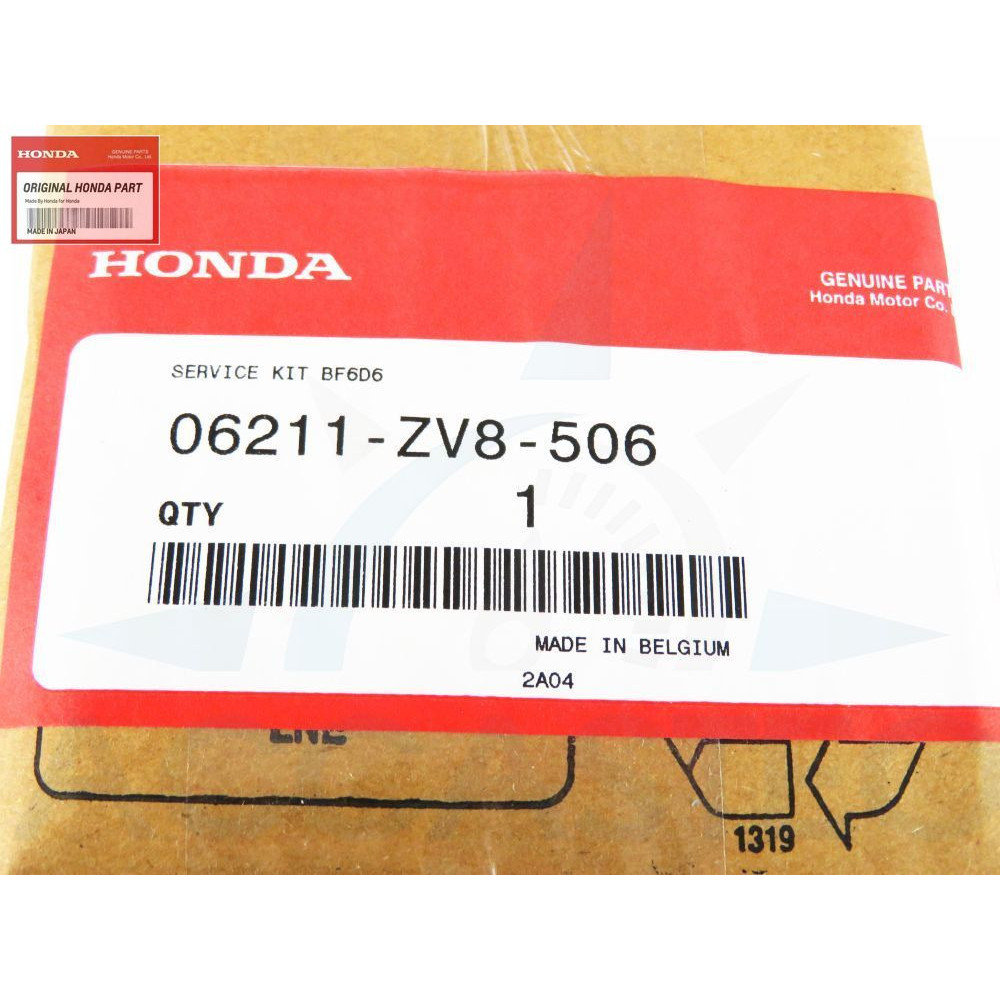 HONDA
GENUINE PARTS
Honda Motor Co., Ltd.
ORIGINAL HONDA PART
Made By Honda for Honda
MADE IN JAPAN
HONDA
GENUINE PART
Honda Motor Co.
SERVICE KIT BF6D6
06211-ZV8-506
QTY 1
MADE IN BELGIUM
2A04
1319